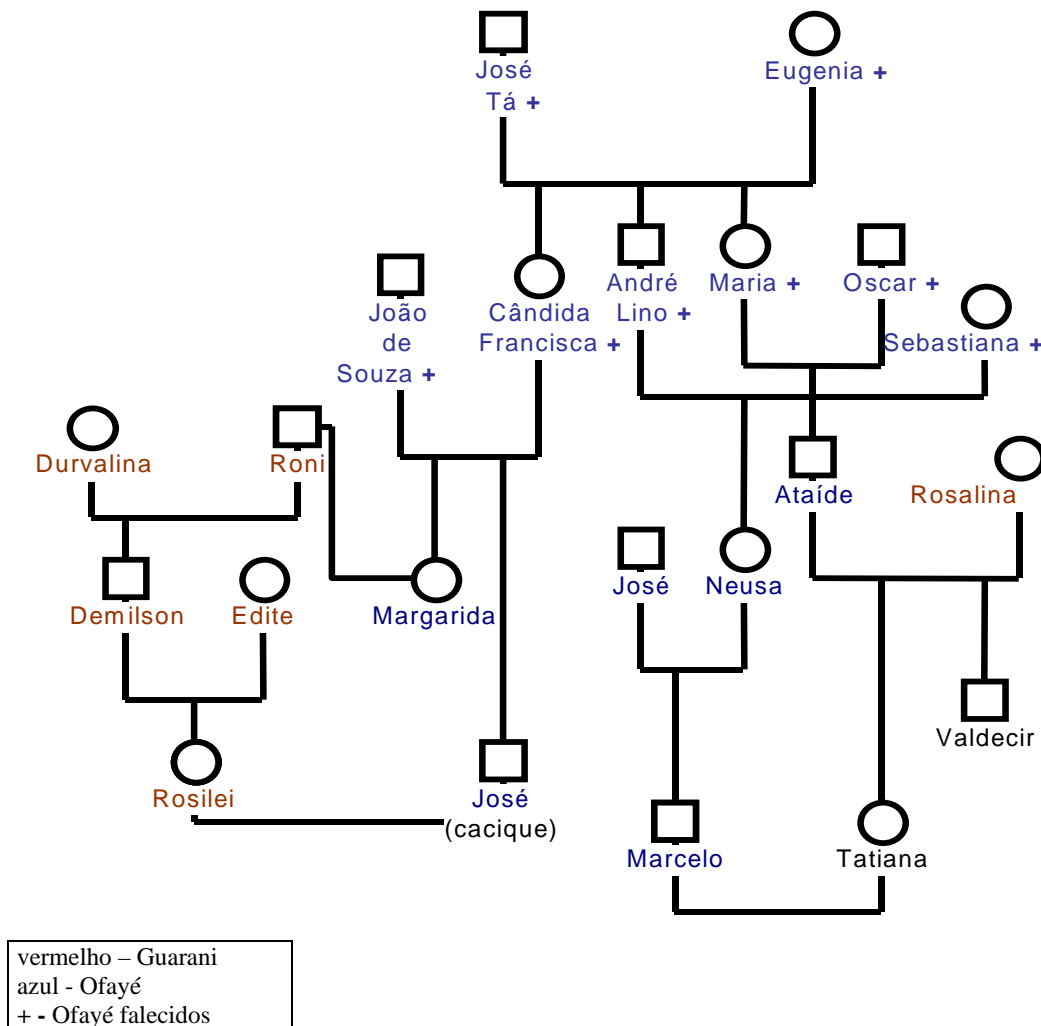 José
Tá +
Eugenia +
André
Lino +
Maria +
Oscar +
João
de
Souza +
Cândida
Francisca +
Sebastiana +
Durvalina
Roni
Ataíde
Rosalina
Demilson
Edite
Margarida
José
Neusa
Valdecir
Rosilei
José
(cacique)
Marcelo
Tatiana
vermelho – Guarani
azul - Ofayé
+ - Ofayé falecidos